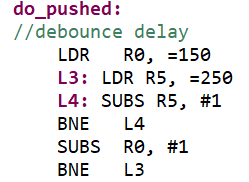 do_pushed:
//debounce delay
LDR R0, =150
L3: LDR R5, =250
L4: SUBS R5, #1
BNE L4
SUBS R0, #1
BNE L3